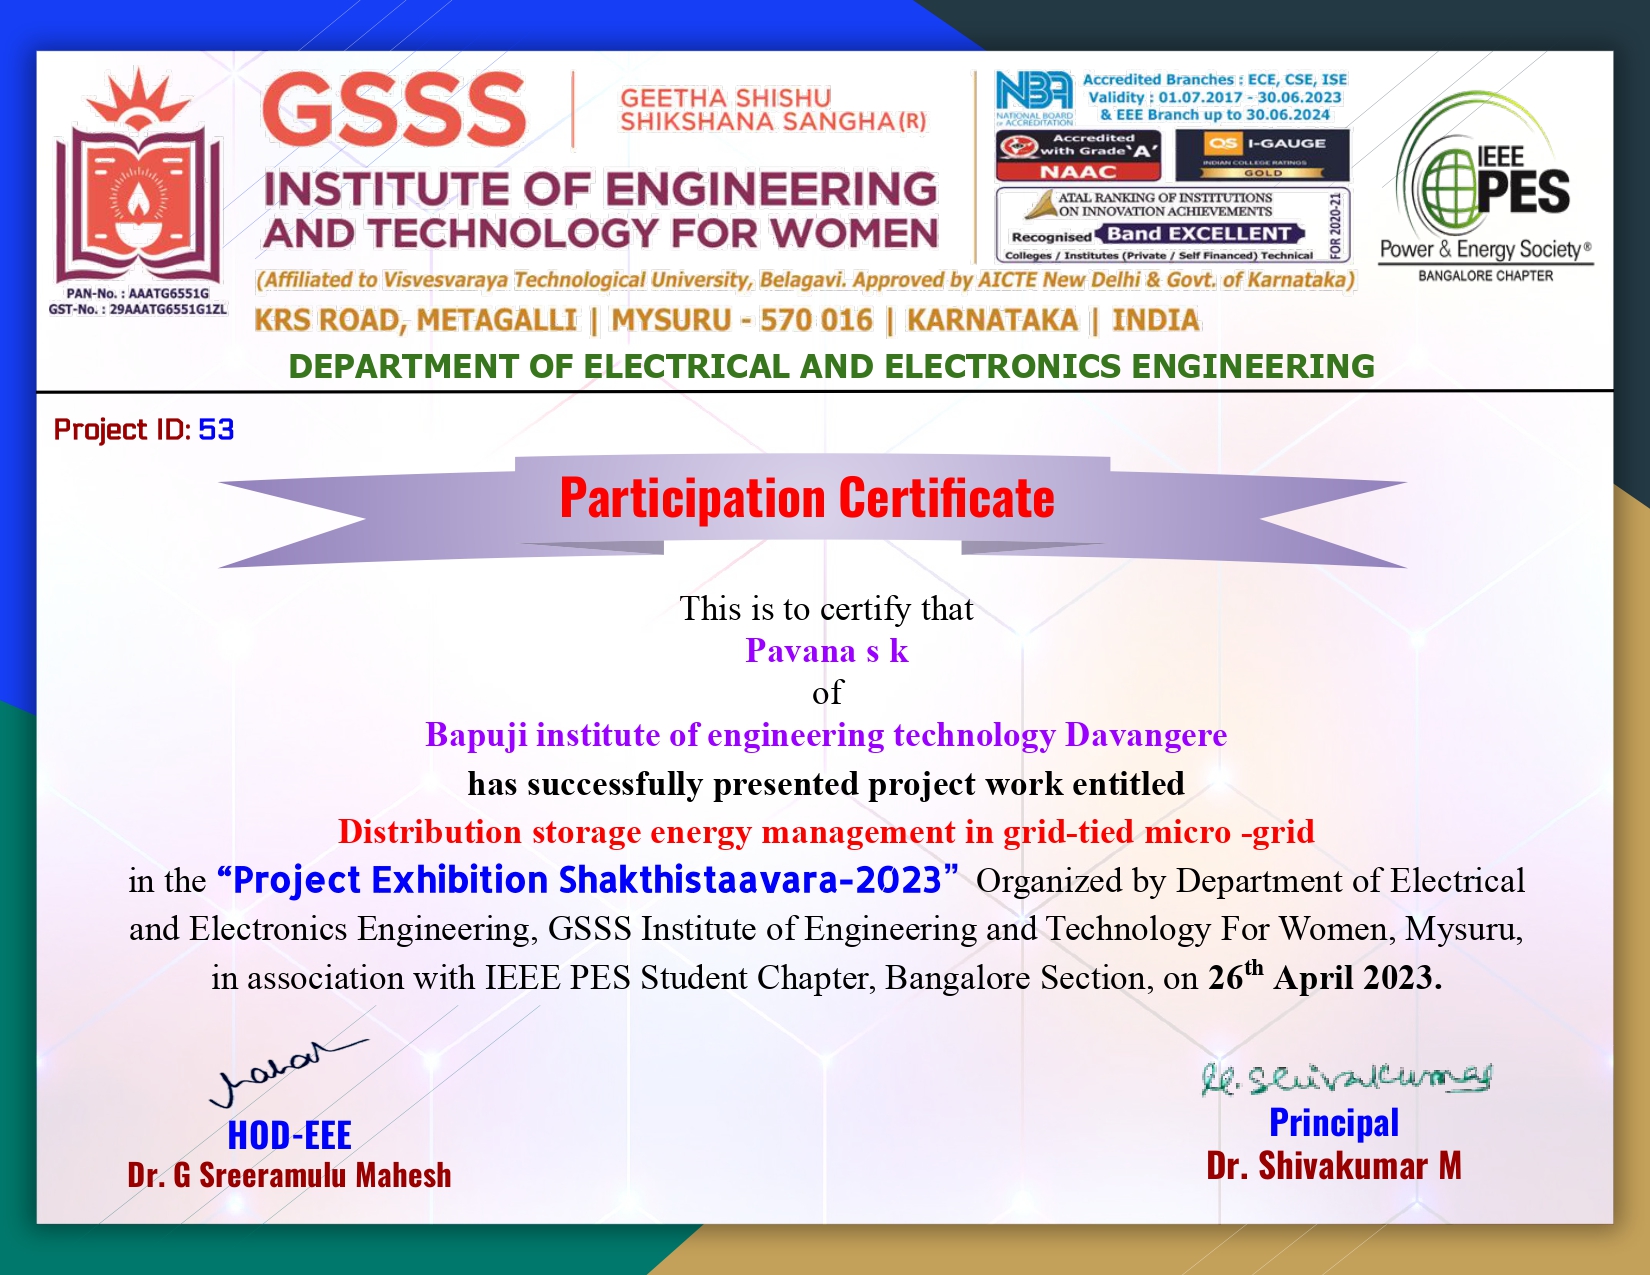 GSSS
GEETHA SHISHU
SHIKSHANA SANGHA (R)
INSTITUTE OF ENGINEERING
AND TECHNOLOGY FOR WOMEN
PAN-No. : AAATG6551G
GST-No. : 29AAATG6551G1ZL
NBA
NATIONAL BOARD
of ACCREDITATION
Accredited Branches : ECE, CSE, ISE
Validity : 01.07.2017 - 30.06.2023
& EEE Branch up to 30.06.2024
Accredited
with Grade 'A'
NAAC
QS I-GAUGE
INDIAN COLLEGE RATINGS
GOLD
ATAL RANKING OF INSTITUTIONS
ON INNOVATION ACHIEVEMENTS
Recognised Band EXCELLENT
Colleges / Institutes (Private / Self Financed) Technical
FOR 2020-21
IEEE
PES
Power & Energy Society®
BANGALORE CHAPTER
(Affiliated to Visvesvaraya Technological University, Belagavi. Approved by AICTE New Delhi & Govt. of Karnataka)
KRS ROAD, METAGALLI | MYSURU - 570 016 | KARNATAKA | INDIA
DEPARTMENT OF ELECTRICAL AND ELECTRONICS ENGINEERING
Project ID: 53
Participation Certificate
This is to certify that
Pavana s k
of
Bapuji institute of engineering technology Davangere
has successfully presented project work entitled
Distribution storage energy management in grid-tied micro -grid
in the “Project Exhibition Shakthistaavara-2023” Organized by Department of Electrical
and Electronics Engineering, GSSS Institute of Engineering and Technology For Women, Mysuru,
in association with IEEE PES Student Chapter, Bangalore Section, on 26th April 2023.
HOD-EEE
Dr. G Sreeramulu Mahesh
M. Shivakumar
Principal
Dr. Shivakumar M